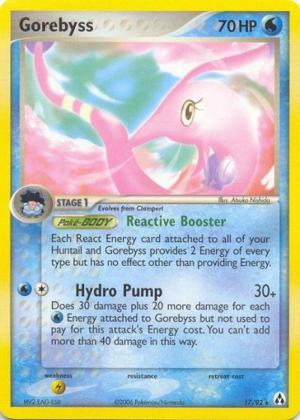 Gorebyss 70 HP
Illus. Atsuko Nishida
STAGE 1
Evolves from Clamperl
Poké-BODY Reactive Booster
Each React Energy card attached to all of your
Huntail and Gorebyss provides 2 Energy of every
type but has no effect other than providing Energy.
Hydro Pump 30+
Does 30 damage plus 20 more damage for each
Energy attached to Gorebyss but not used to
pay for this attack's Energy cost. You can't add
more than 40 damage in this way.
weakness resistance retreat cost
©2006 Pokémon/Nintendo 17/92